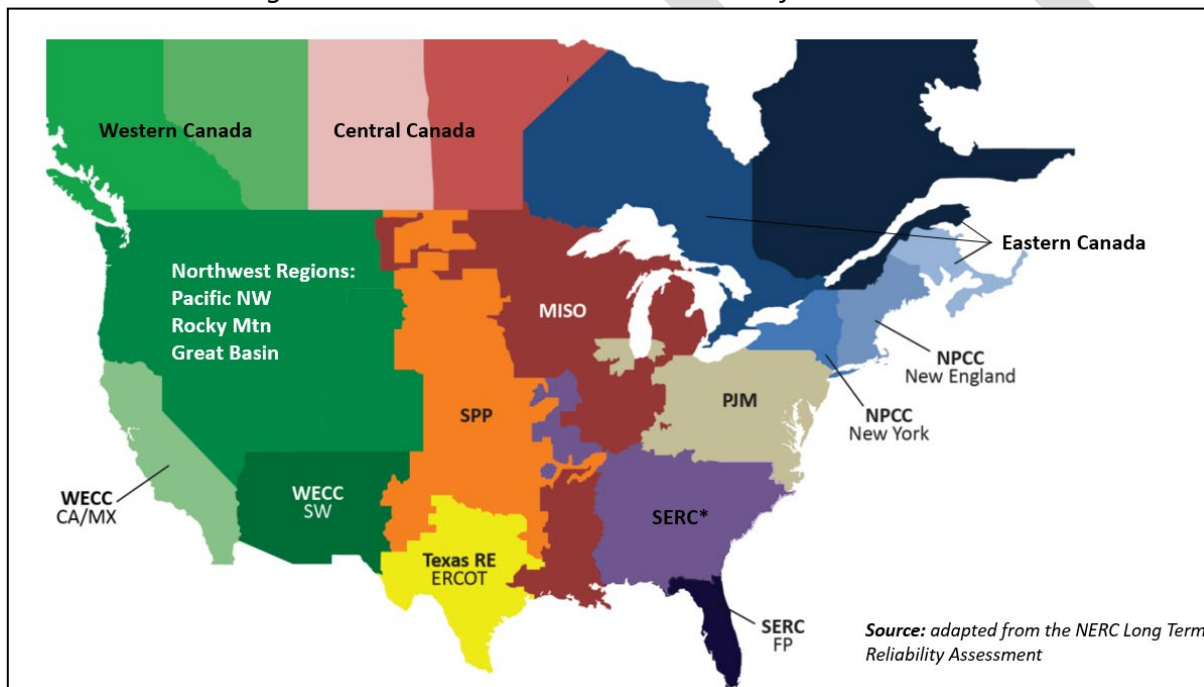 Western Canada
Central Canada
Eastern Canada
Northwest Regions:
Pacific NW
Rocky Mtn
Great Basin
MISO
NPCC
New England
SPP
PJM
NPCC
New York
WECC
CA/MX
WECC
SW
SERC*
Texas RE
ERCOT
SERC
FP
Source: adapted from the NERC Long Term
Reliability Assessment